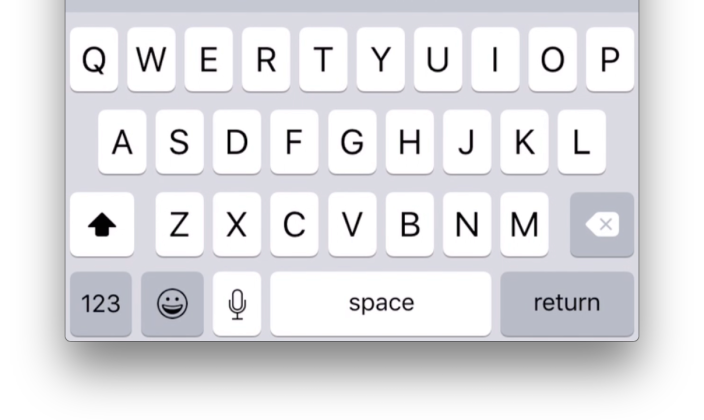 Q W E R T Y U I O P
A S D F G H J K L
Z X C V B N M
123 space return